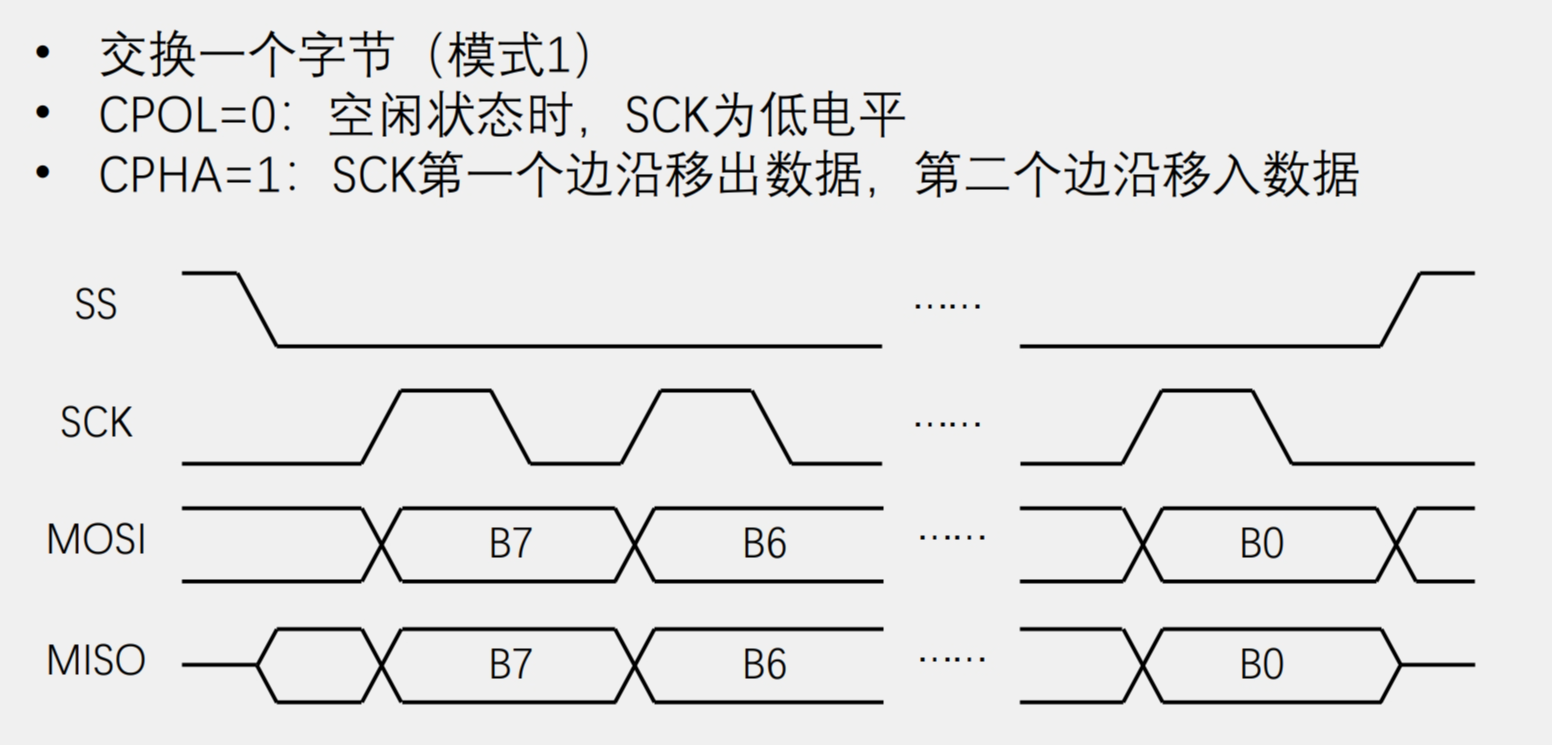 • 交换一个字节（模式1）
• CPOL=0：空闲状态时，SCK为低电平
• CPHA=1：SCK第一个边沿移出数据，第二个边沿移入数据
SS ……
SCK ……
MOSI B7 B6 …… B0
MISO B7 B6 …… B0